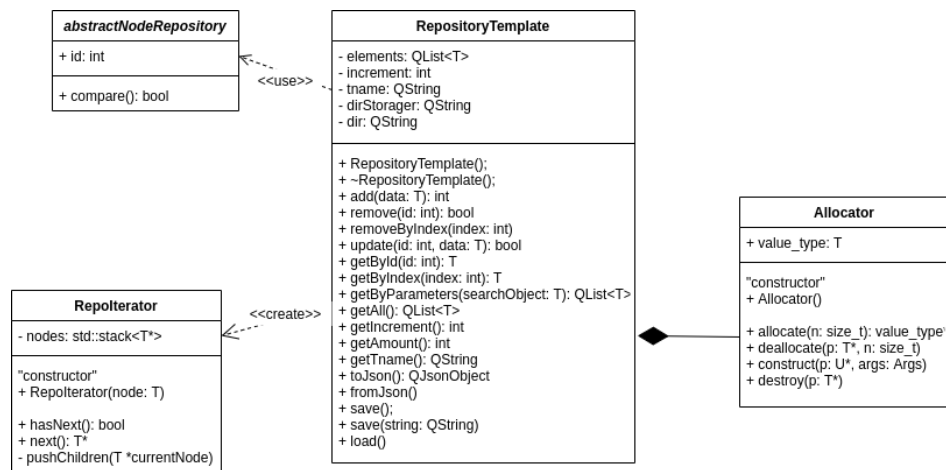 abstractNodeRepository
+ id: int
+ compare(): bool
<<use>>
RepositoryTemplate
- elements: QList<T>
- increment: int
- tname: QString
- dirStorager: QString
- dir: QString
+ RepositoryTemplate();
+ ~RepositoryTemplate();
+ add(data: T): int
+ remove(id: int): bool
+ removeByIndex(index: int)
+ update(id: int, data: T): bool
+ getById(id: int): T
+ getByIndex(index: int): T
+ getByParameters(searchObject: T): QList<T>
+ getAll(): QList<T>
+ getIncrement(): int
+ getAmount(): int
+ getTname(): QString
+ toJson(): QJsonObject
+ fromJson()
+ save();
+ save(string: QString)
+ load()
<<create>>
RepoIterator
- nodes: std::stack<T*>
"constructor"
+ RepoIterator(node: T)
+ hasNext(): bool
+ next(): T*
- pushChildren(T *currentNode)
Allocator
+ value_type: T
"constructor"
+ Allocator()
+ allocate(n: size_t): value_type*
+ deallocate(p: T*, n: size_t)
+ construct(p: U*, args: Args)
+ destroy(p: T*)